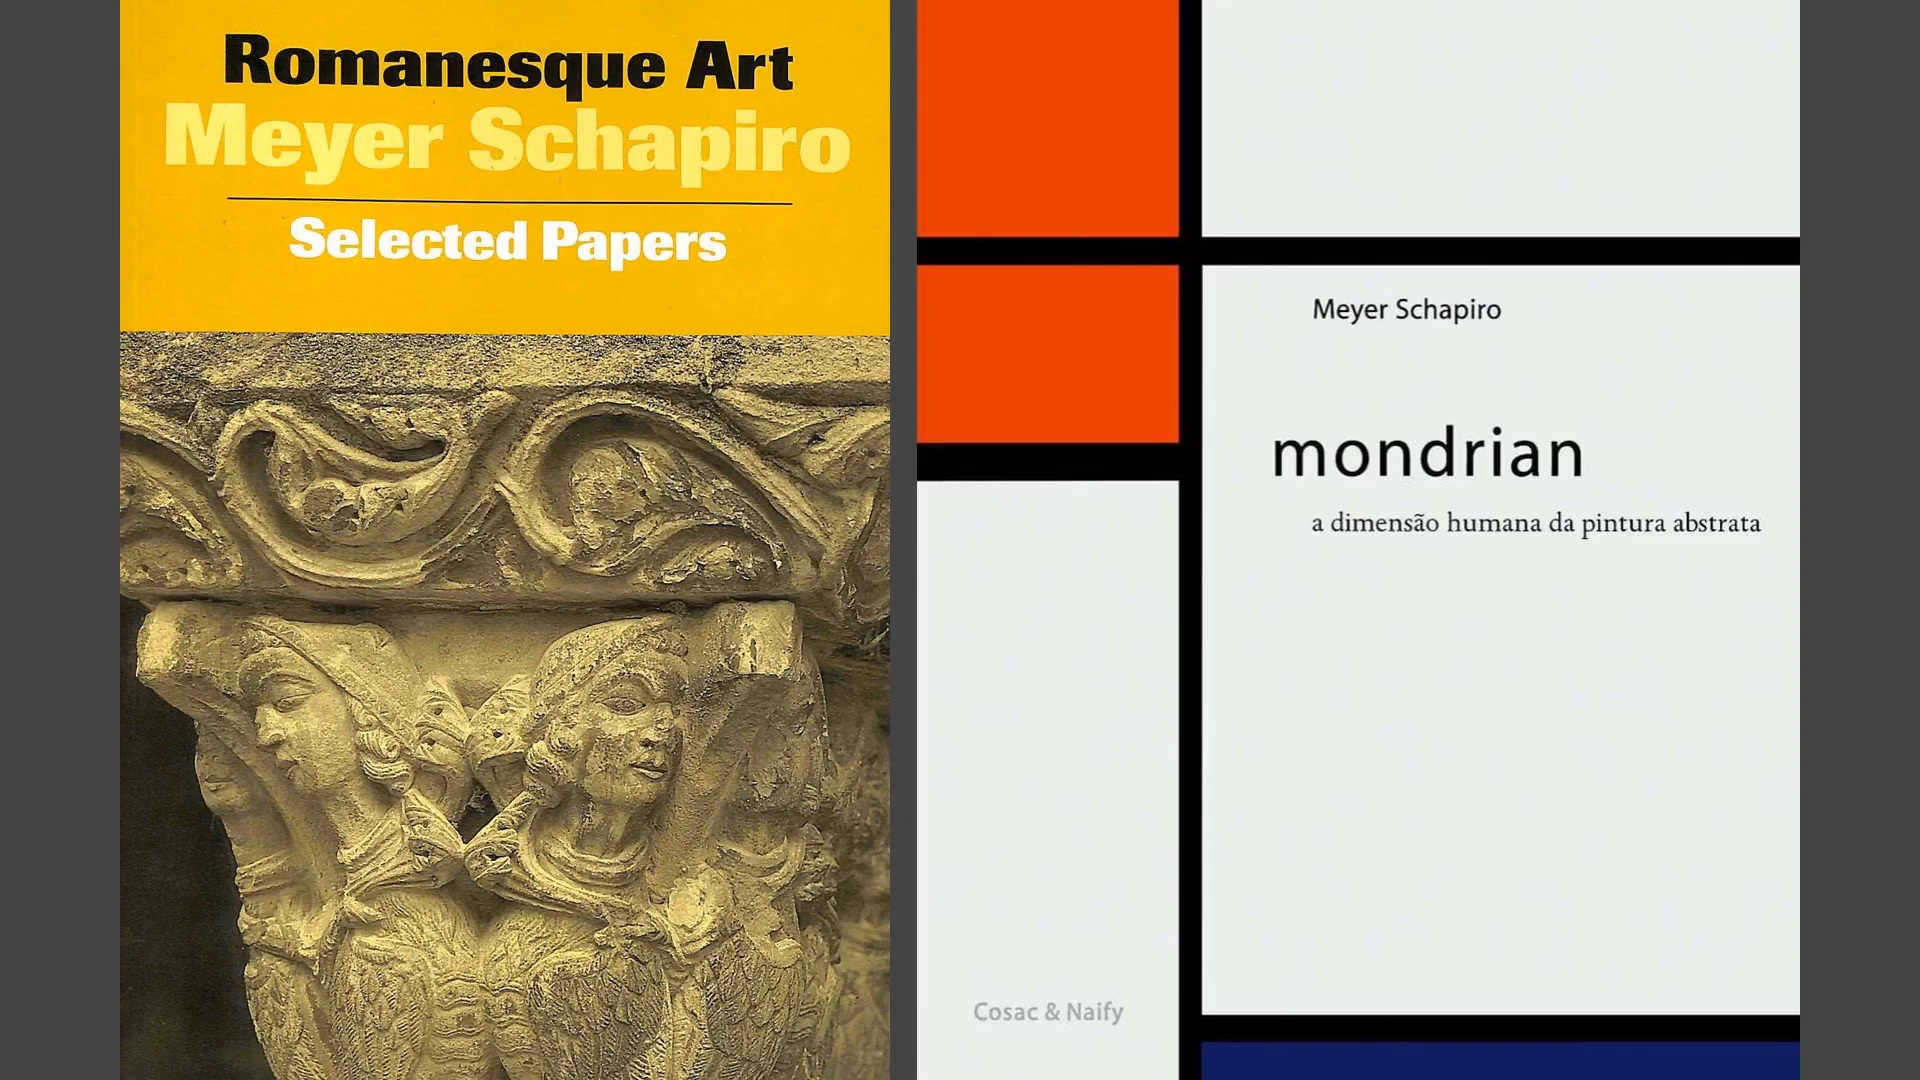 Romanesque Art
Meyer Schapiro
Selected Papers
Meyer Schapiro
mondrian
a dimensão humana da pintura abstrata
Cosac & Naify